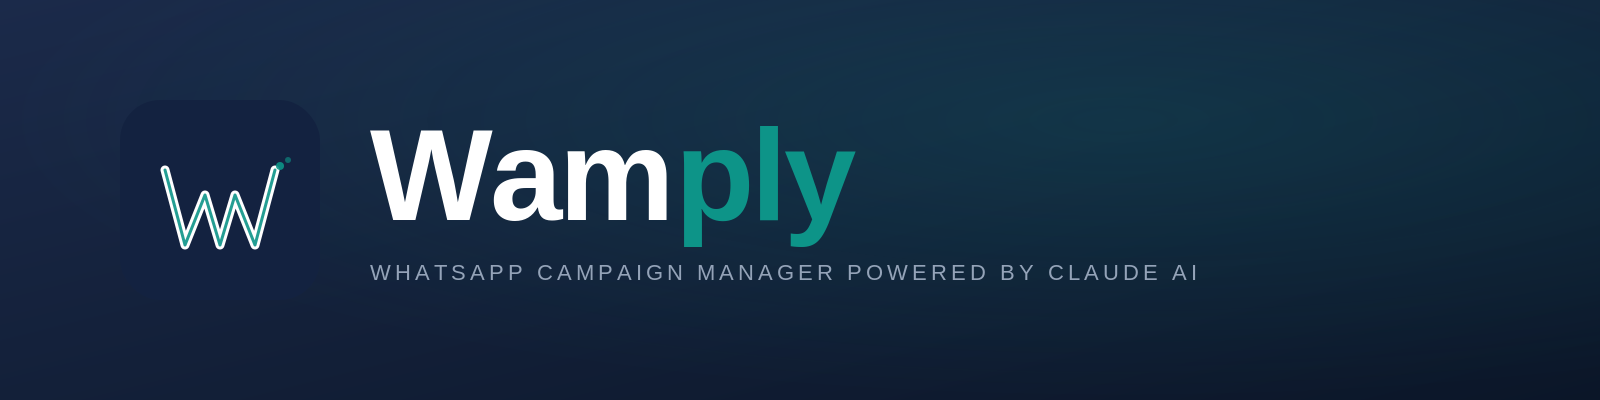 W
Wamply
WHATSAPP CAMPAIGN MANAGER POWERED BY CLAUDE AI